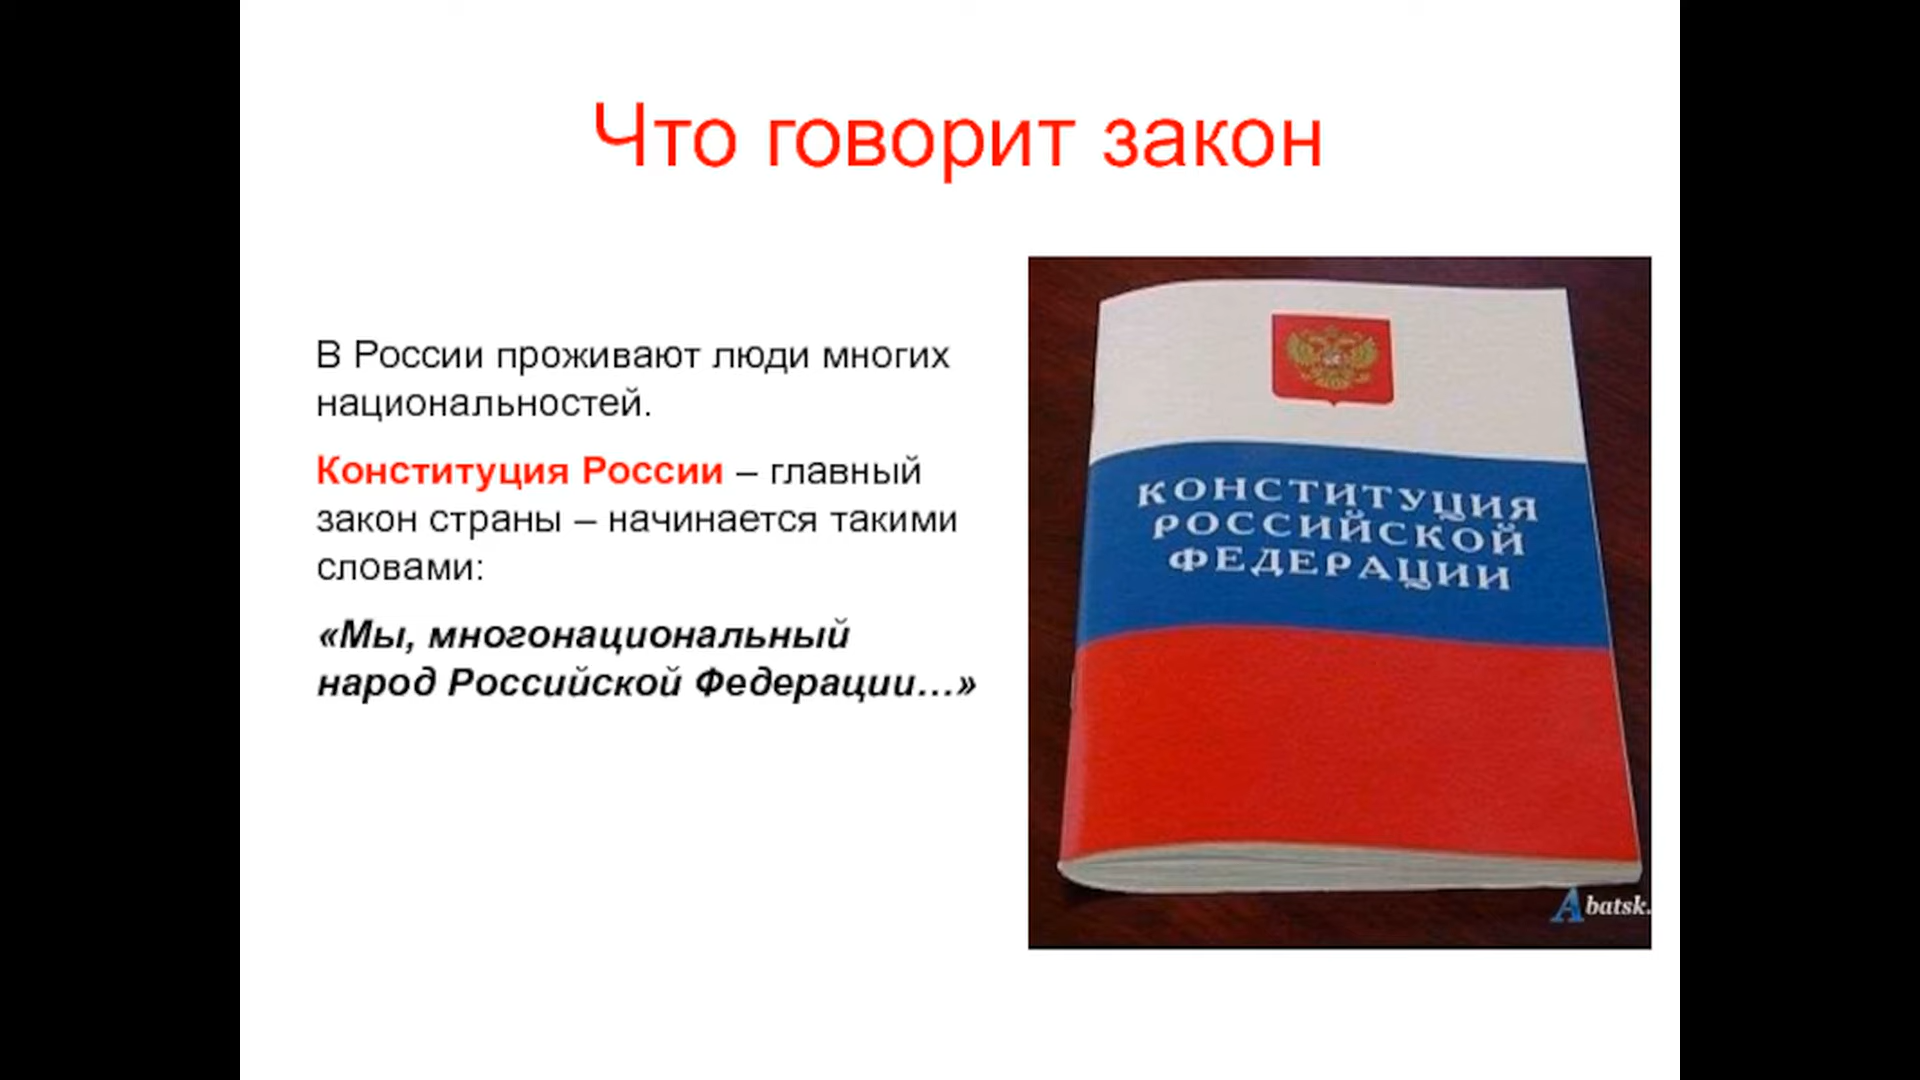 Что говорит закон
В России проживают люди многих
национальностей.
Конституция России – главный
закон страны – начинается такими
словами:
«Мы, многонациональный
народ Российской Федерации…»
КОНСТИТУЦИЯ
РОССИЙСКОЙ
ФЕДЕРАЦИИ
Abatsk.